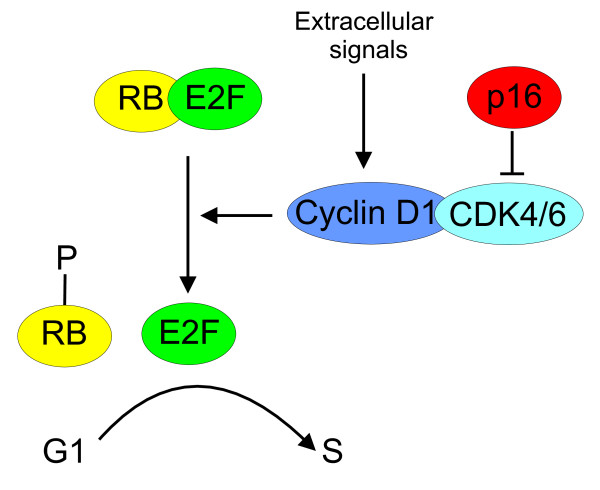 Extracellular
signals
RB
E2F
p16
Cyclin D1
CDK4/6
P
RB
E2F
G1
S